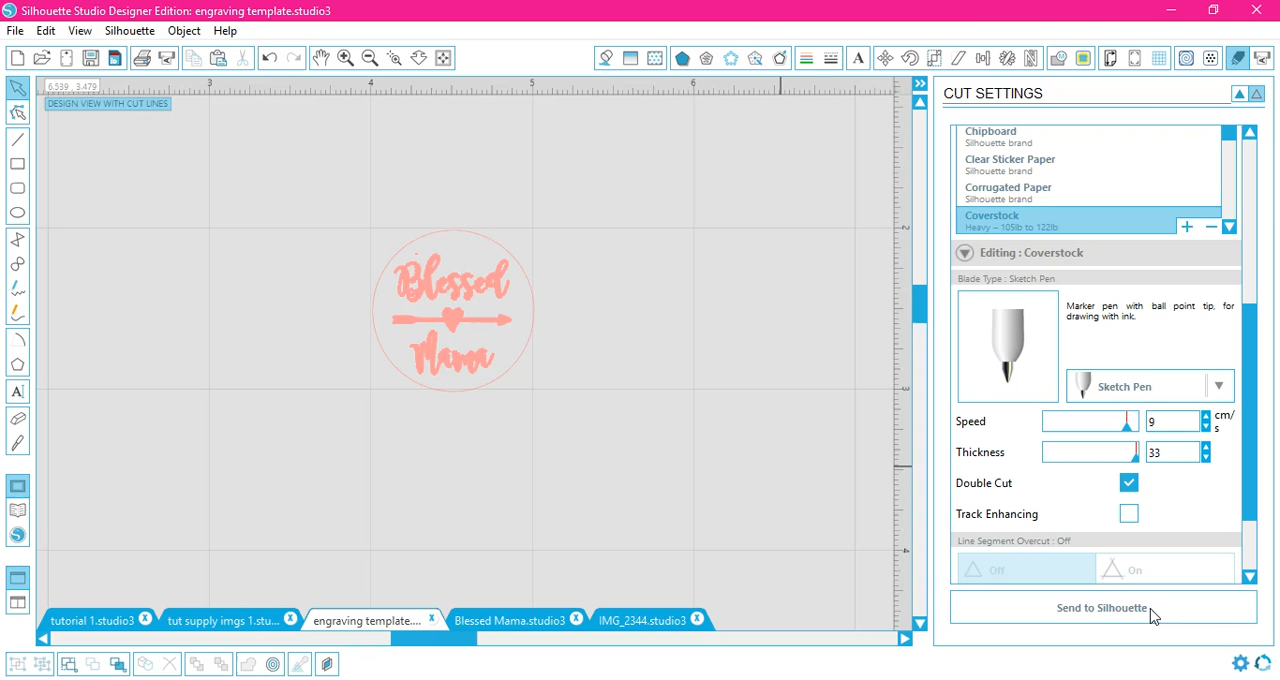 Silhouette Studio Designer Edition: engraving template.studio3
File Edit View Silhouette Object Help
6.539 , 3.479
3 4 5 6
DESIGN VIEW WITH CUT LINES
2
3
4
Blessed
Mama
A
A
CUT SETTINGS
Chipboard
Silhouette brand
Clear Sticker Paper
Silhouette brand
Corrugated Paper
Silhouette brand
Coverstock
Heavy – 105lb to 122lb
Editing : Coverstock
Blade Type : Sketch Pen
Marker pen with ball point tip, for
drawing with ink.
Sketch Pen
Speed 9 cm/
s
Thickness 33
Double Cut
Track Enhancing
Line Segment Overcut : Off
Off On
Send to Silhouette
tutorial 1.studio3 tut supply imgs 1.stu... engraving template.... Blessed Mama.studio3 IMG_2344.studio3